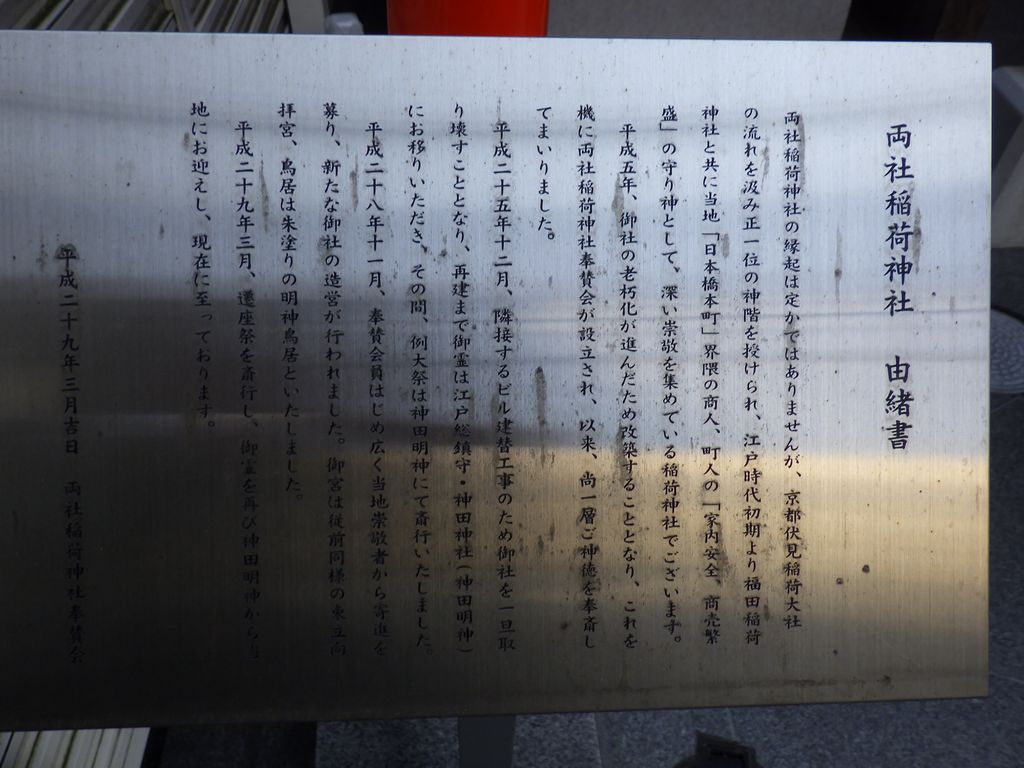 両社稲荷神社 由緒書
両社稲荷神社の縁起は定かではありませんが、京都伏見稲荷大社
の流れを汲み正一位の神階を授けられ、江戸時代初期より福田稲荷
神社と共に当地「日本橋本町」界隈の商人、町人の「家内安全、商売繁
盛」の守り神として、深い崇敬を集めている稲荷神社でございます。
平成五年、御社の老朽化が進んだため改築することとなり、これを
機に両社稲荷神社奉賛会が設立され、以来、尚一層ご神徳を奉斎し
てまいりました。
平成二十五年十二月、隣接するビル建替工事のため御社を一旦取
り壊すこととなり、再建まで御霊は江戸総鎮守・神田神社(神田明神)
にお移りいただき、その間、例大祭は神田明神にて斎行いたしました。
平成二十八年十一月、奉賛会員はじめ広く当地崇敬者から寄進を
募り、新たな御社の造営が行われました。御宮は従前同様の東立向
拝宮、鳥居は朱塗りの明神鳥居といたしました。
平成二十九年三月、遷座祭を斎行し、御霊を再び神田明神から当
地にお迎えし、現在に至っております。
平成二十九年三月吉日 両社稲荷神社奉賛会